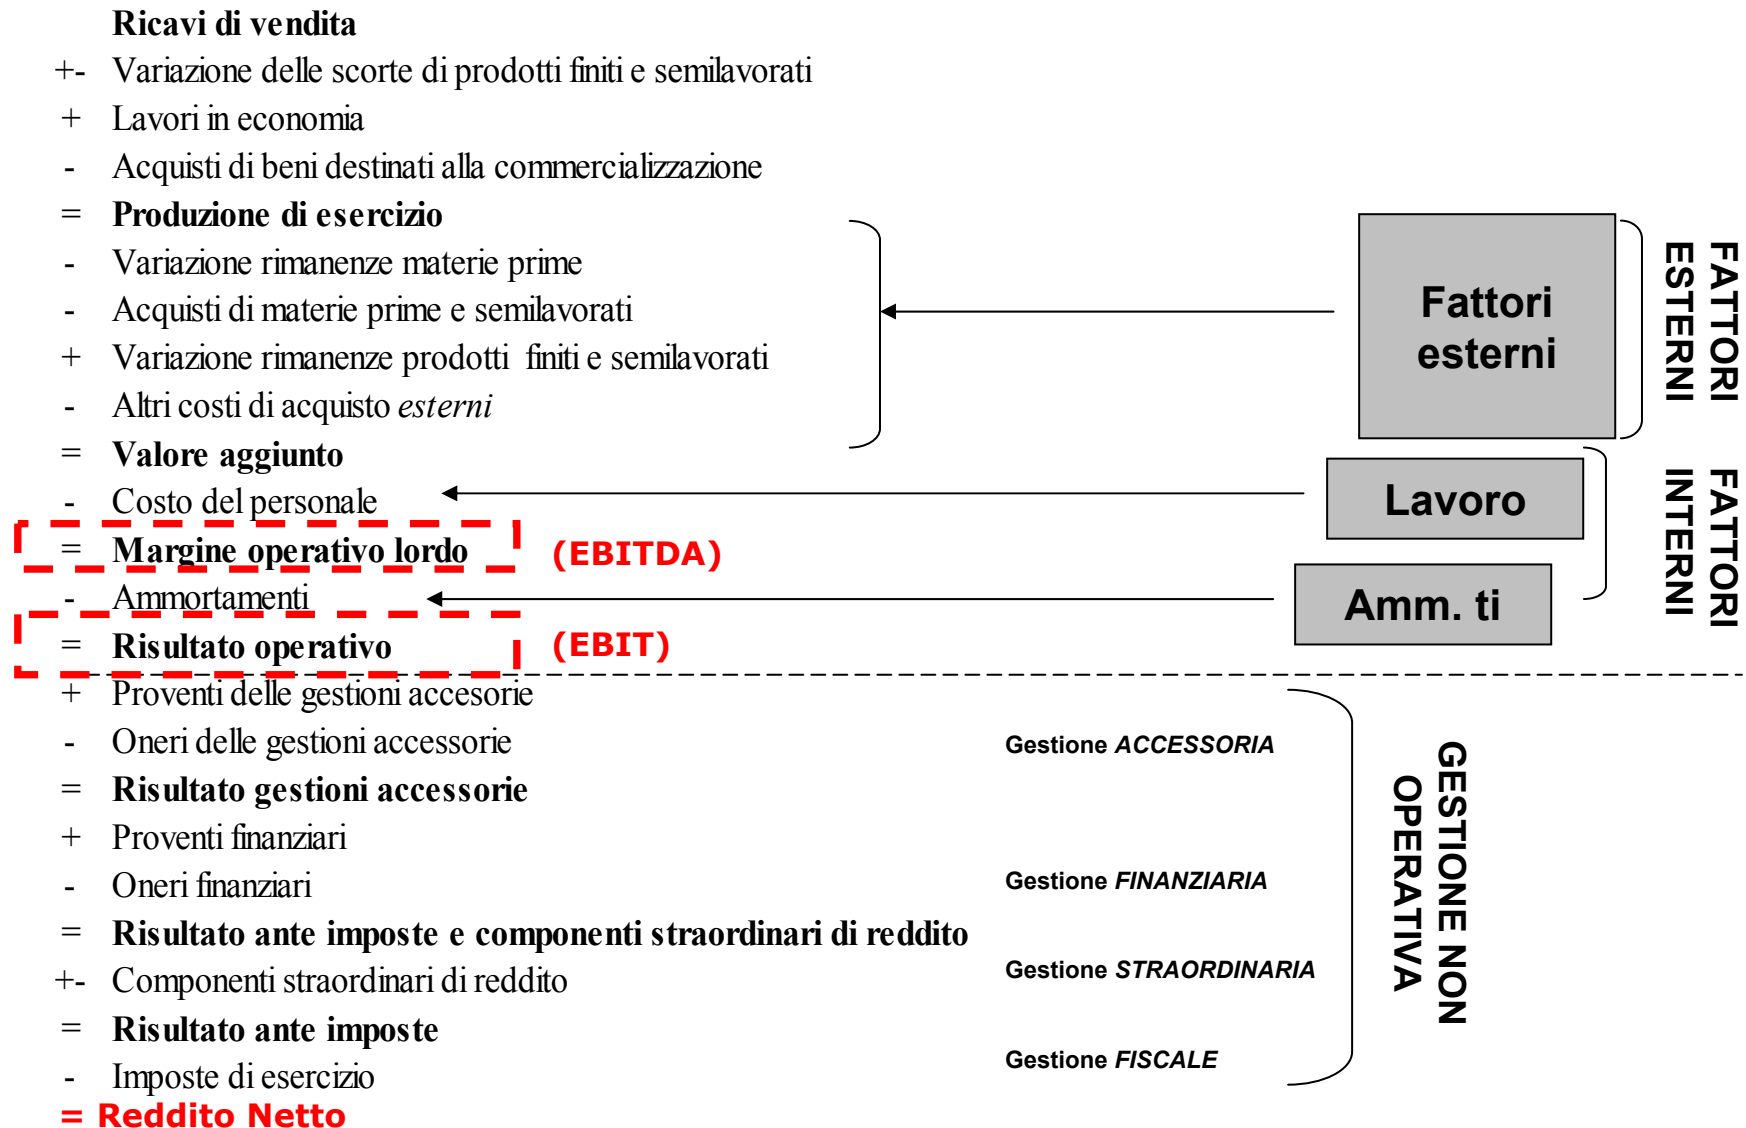 Ricavi di vendita
+- Variazione delle scorte di prodotti finiti e semilavorati
+ Lavori in economia
- Acquisti di beni destinati alla commercializzazione
= Produzione di esercizio
- Variazione rimanenze materie prime
- Acquisti di materie prime e semilavorati
+ Variazione rimanenze prodotti finiti e semilavorati
- Altri costi di acquisto esterni
= Valore aggiunto
- Costo del personale
= Margine operativo lordo (EBITDA)
- Ammortamenti
= Risultato operativo (EBIT)
+ Proventi delle gestioni accesorie
- Oneri delle gestioni accessorie
= Risultato gestioni accessorie
+ Proventi finanziari
- Oneri finanziari
= Risultato ante imposte e componenti straordinari di reddito
+- Componenti straordinari di reddito
= Risultato ante imposte
- Imposte di esercizio
= Reddito Netto
Fattori
esterni
Lavoro
Amm. ti
FATTORI
ESTERNI
FATTORI
INTERNI
Gestione ACCESSORIA
Gestione FINANZIARIA
Gestione STRAORDINARIA
Gestione FISCALE
GESTIONE NON
OPERATIVA